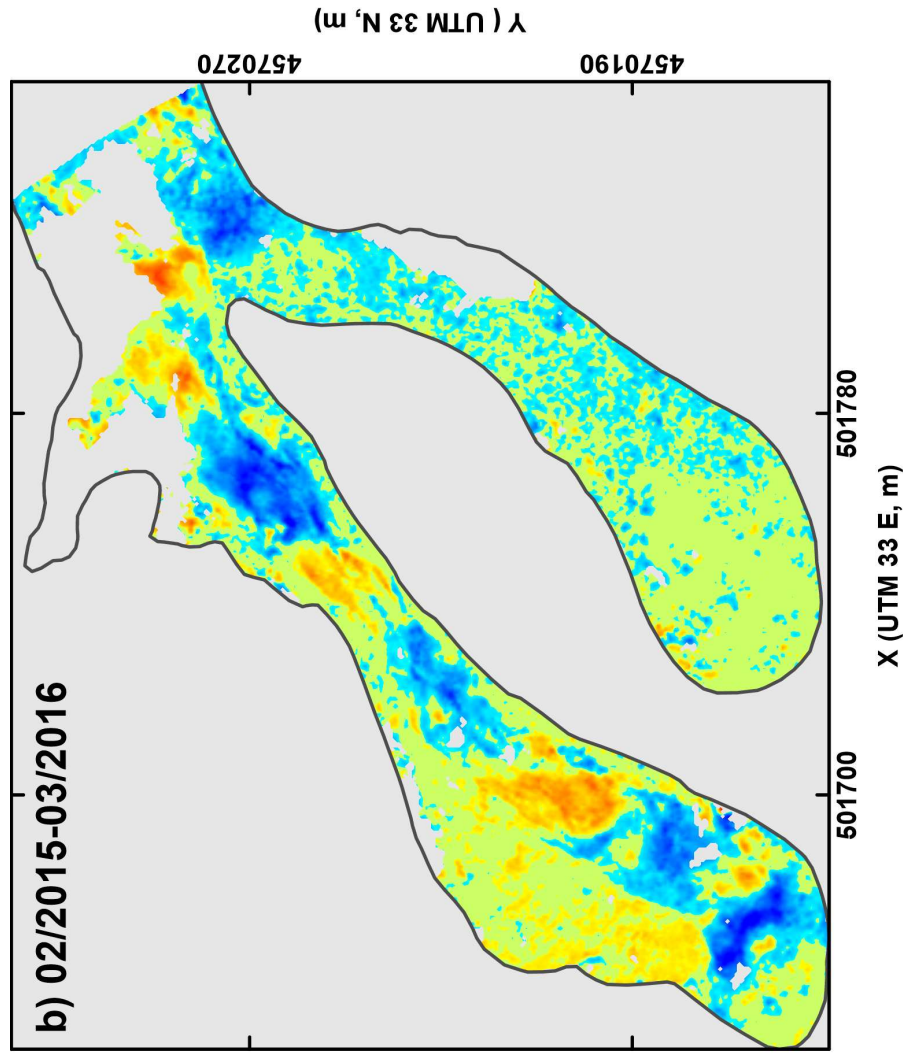 b) 02/2015-03/2016
Y ( UTM 33 N, m)
4570270
4570190
501780
501700
X (UTM 33 E, m)